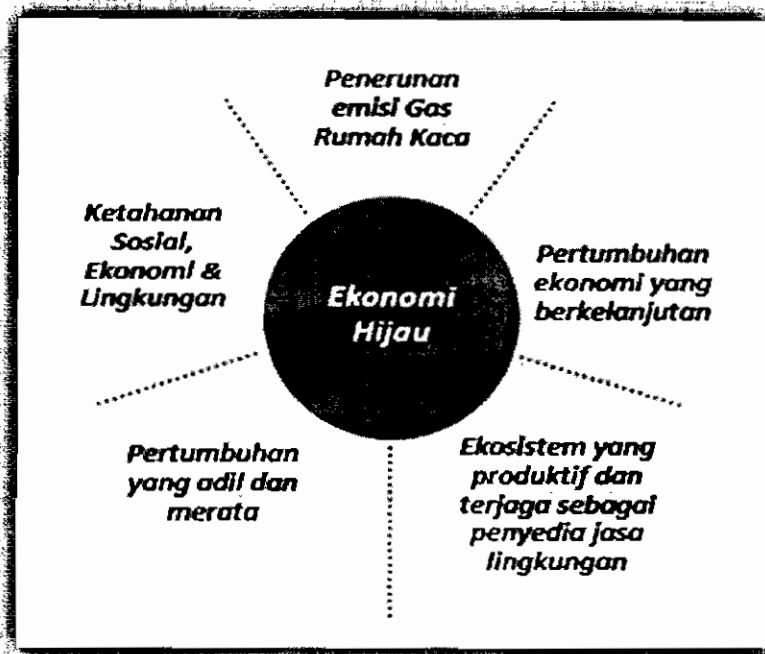 Penerunan
emisi Gas
Rumah Kaca
Ketahanan
Sosial,
Ekonomi &
Lingkungan
Ekonomi
Hijau
Pertumbuhan
ekonomi yang
berkelanjutan
Pertumbuhan
yang adil dan
merata
Ekosistem yang
produktif dan
terjaga sebagai
penyedia jasa
lingkungan